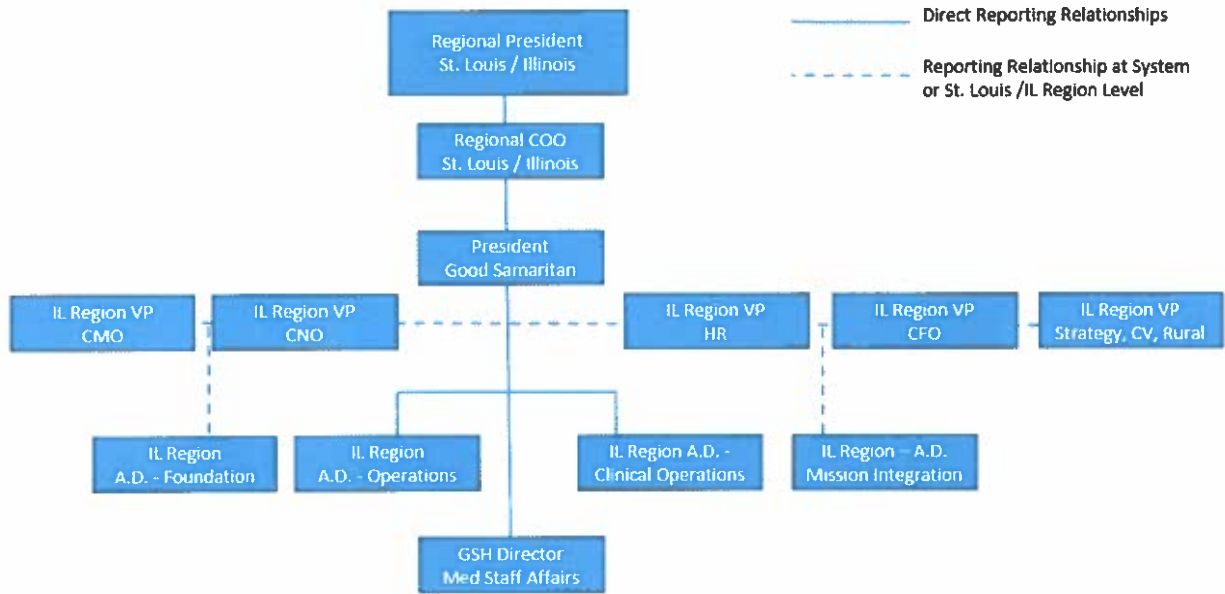 Direct Reporting Relationships
Reporting Relationship at System
or St. Louis /IL Region Level
Regional President
St. Louis / Illinois
Regional COO
St. Louis / Illinois
President
Good Samaritan
IL Region VP
CMO
IL Region VP
CNO
IL Region VP
HR
IL Region VP
CFO
IL Region VP
Strategy, CV, Rural
IL Region
A.D. - Foundation
IL Region
A.D. - Operations
IL Region A.D. -
Clinical Operations
IL Region – A.D.
Mission Integration
GSH Director
Med Staff Affairs